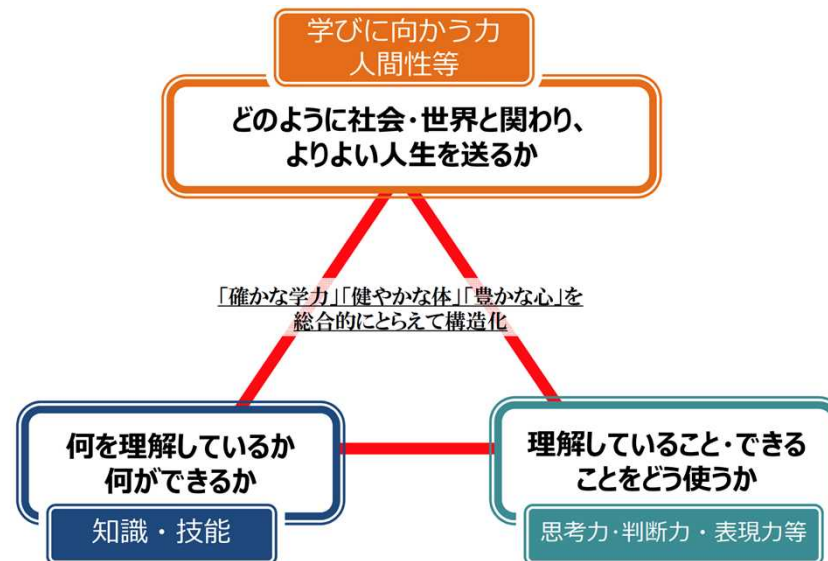 学びに向かう力
人間性等
どのように社会・世界と関わり、
よりよい人生を送るか
「確かな学力」「健やかな体」「豊かな心」を
総合的にとらえて構造化
何を理解しているか
何ができるか
知識・技能
理解していること・できる
ことをどう使うか
思考力・判断力・表現力等